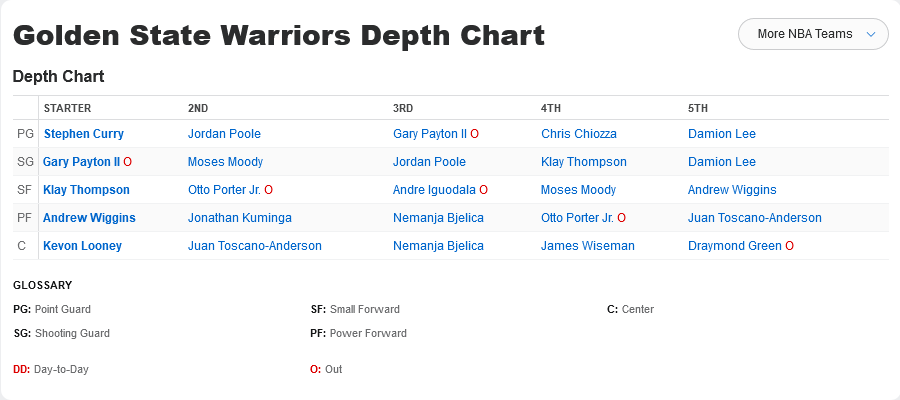 Golden State Warriors Depth Chart
More NBA Teams
Depth Chart
STARTER 2ND 3RD 4TH 5TH
PG Stephen Curry Jordan Poole Gary Payton II O Chris Chiozza Damion Lee
SG Gary Payton II O Moses Moody Jordan Poole Klay Thompson Damion Lee
SF Klay Thompson Otto Porter Jr. O Andre Iguodala O Moses Moody Andrew Wiggins
PF Andrew Wiggins Jonathan Kuminga Nemanja Bjelica Otto Porter Jr. O Juan Toscano-Anderson
C Kevon Looney Juan Toscano-Anderson Nemanja Bjelica James Wiseman Draymond Green O
GLOSSARY
PG: Point Guard SF: Small Forward C: Center
SG: Shooting Guard PF: Power Forward
DD: Day-to-Day O: Out